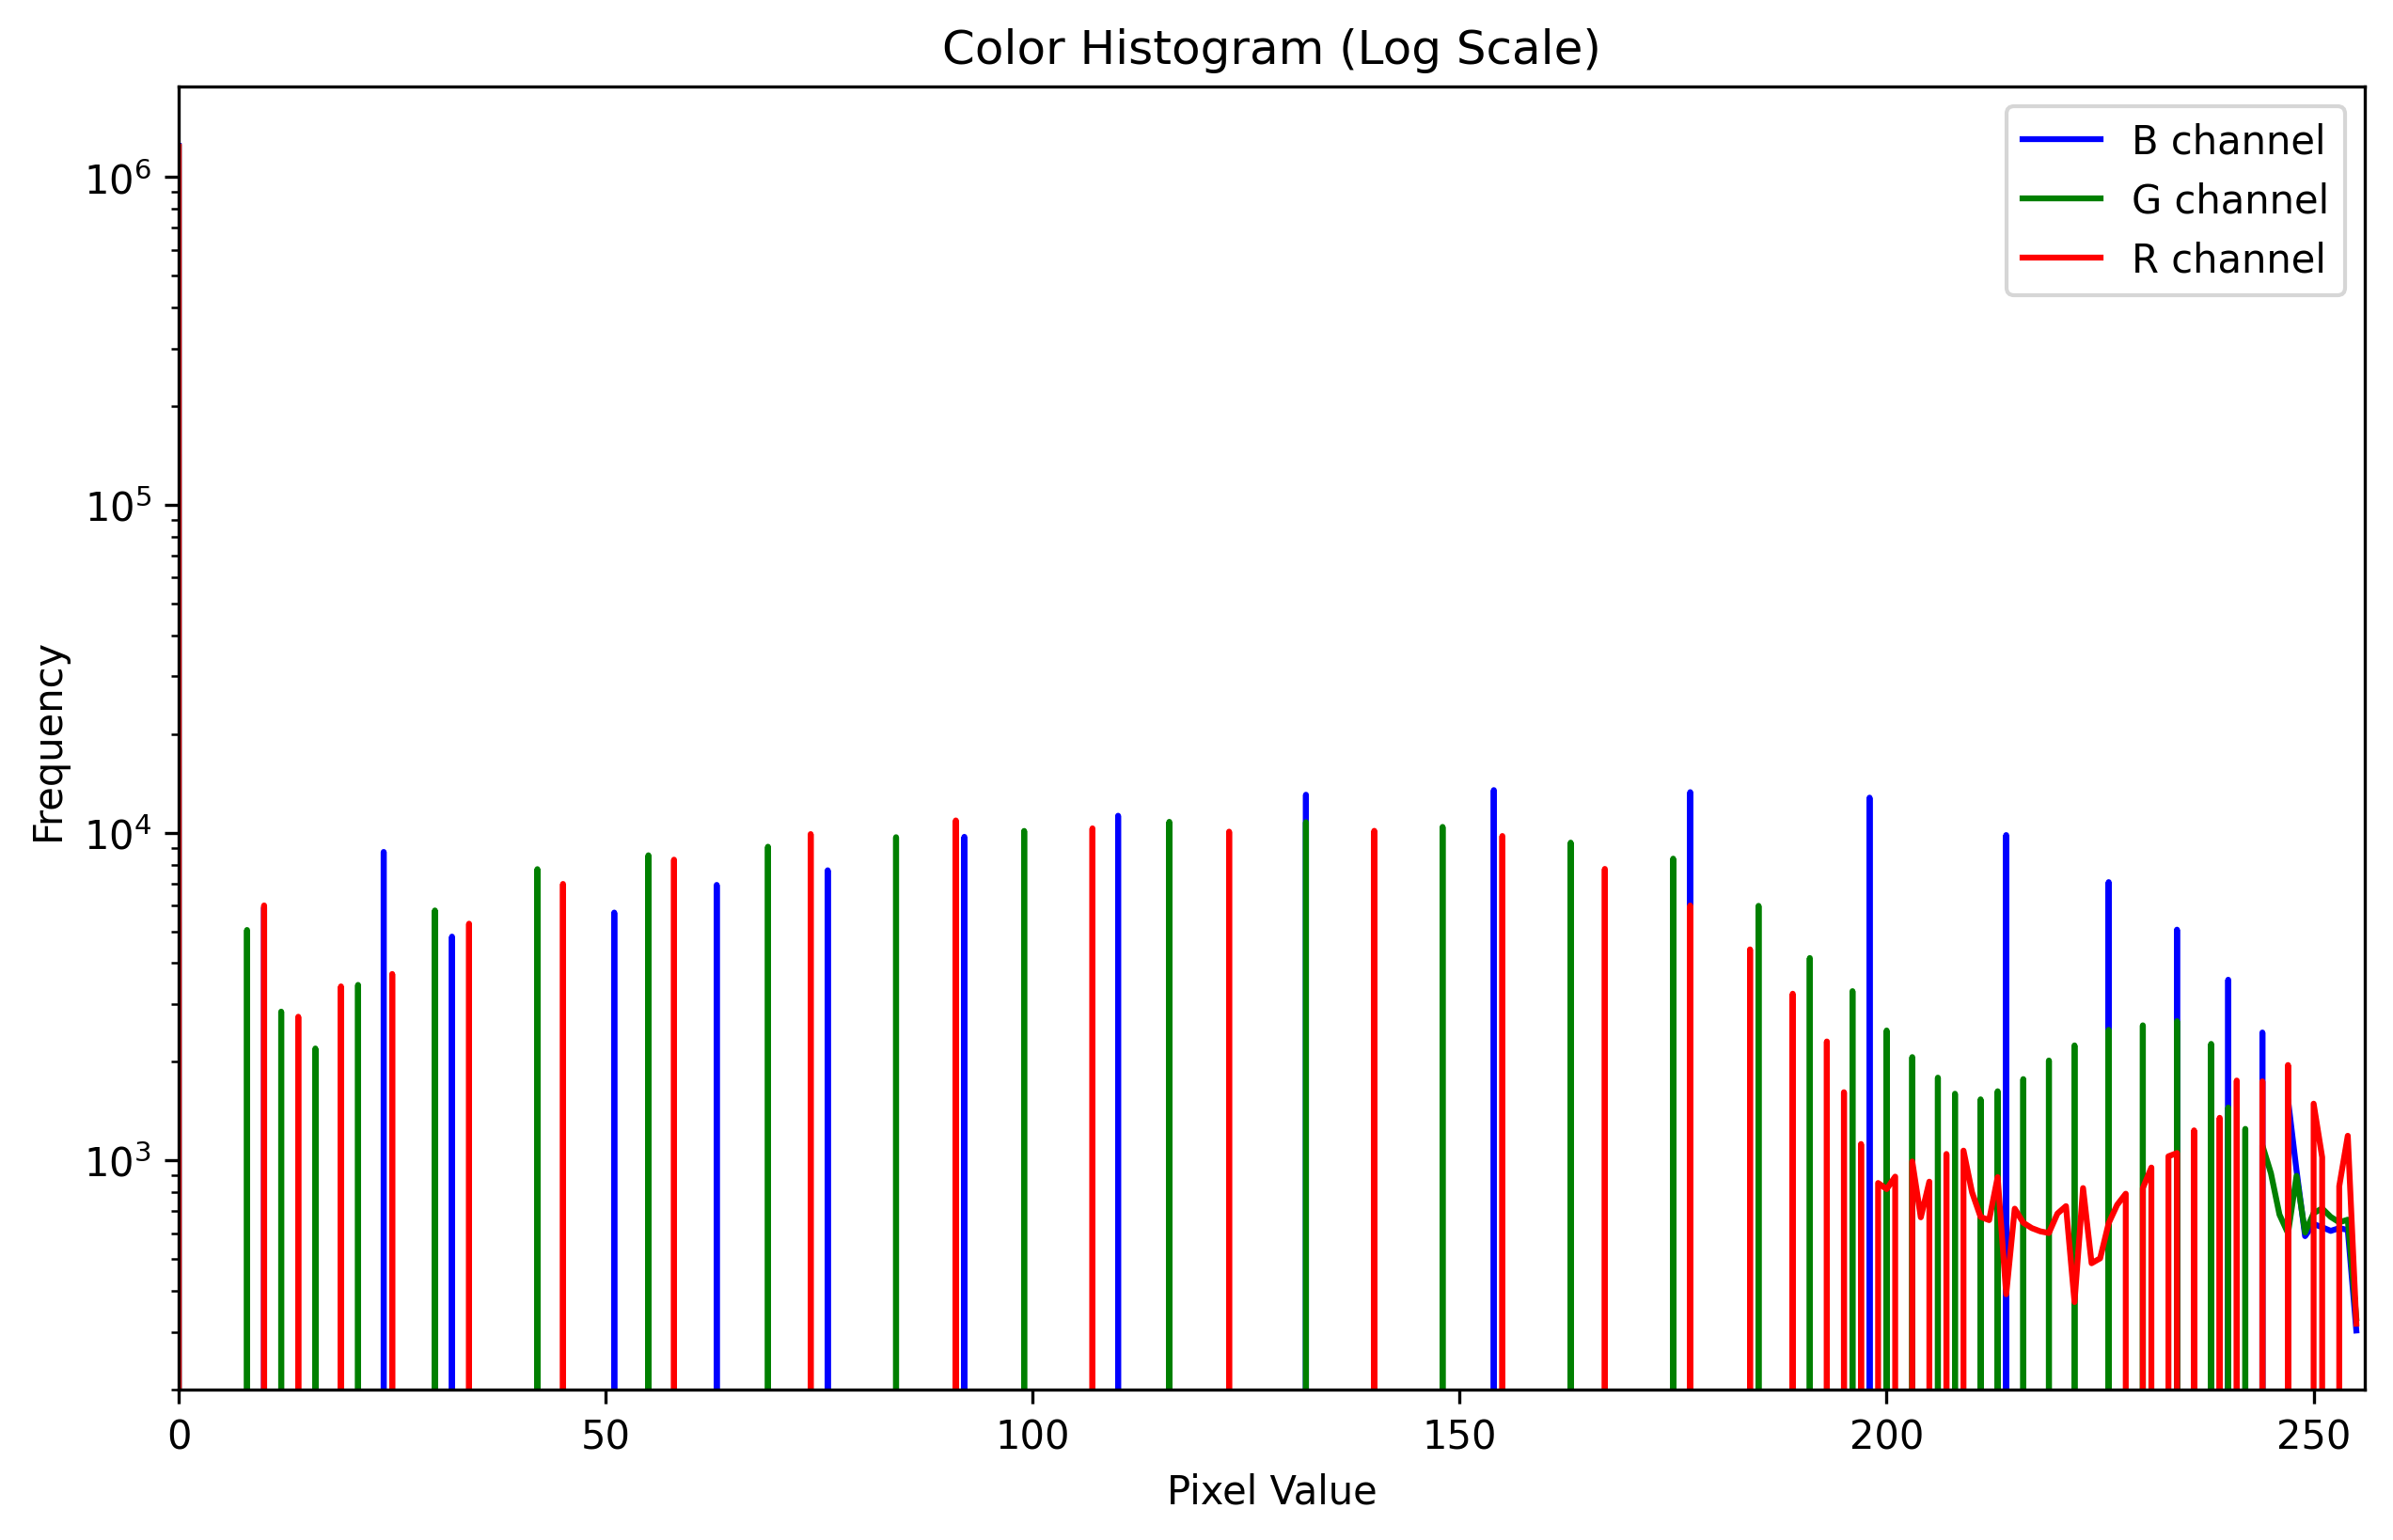 Color Histogram (Log Scale)
B channel
G channel
R channel
10^6
10^5
10^4
10^3
Frequency
0 50 100 150 200 250
Pixel Value